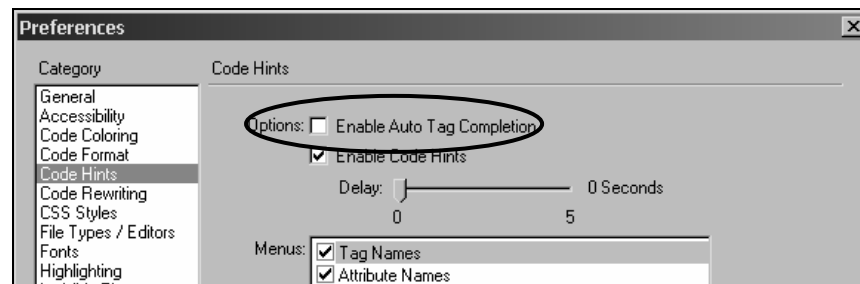 Preferences
Category
General
Accessibility
Code Coloring
Code Format
Code Hints
Code Rewriting
CSS Styles
File Types / Editors
Fonts
Highlighting
Code Hints
Options: Enable Auto Tag Completion
Enable Code Hints
Delay: 0 Seconds
0 5
Menus: Tag Names
Attribute Names